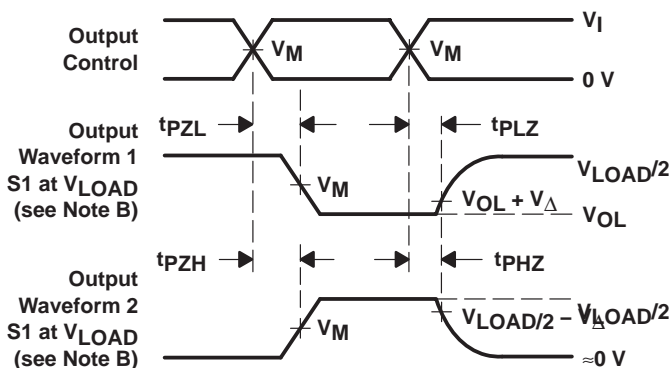 Output
Control
V_M
V_M
V_I
0 V
t_PZL
t_PLZ
Output
Waveform 1
S1 at V_LOAD
(see Note B)
V_M
V_LOAD/2
V_OL + V_Δ
V_OL
t_PZH
t_PHZ
Output
Waveform 2
S1 at V_LOAD
(see Note B)
V_M
V_LOAD/2
V_LOAD/2 – V_Δ
≈0 V